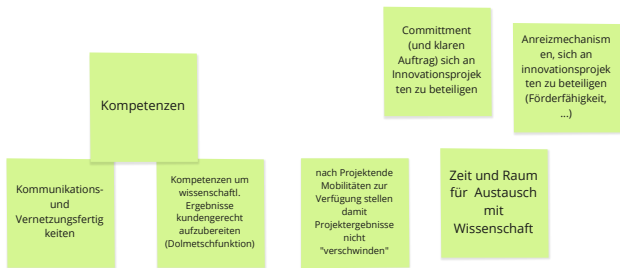 Committment
(und klaren
Auftrag) sich an
Innovationsprojek
ten zu beteiligen
Anreizmechanism
en, sich an
innovationsprojek
ten zu beteiligen
(Förderfähigkeit,
...)
Kompetenzen
Kommunikations-
und
Vernetzungsfertig
keiten
Kompetenzen um
wissenschaftl.
Ergebnisse
kundengerecht
aufzubereiten
(Dolmetschfunktion)
nach Projektende
Mobilitäten zur
Verfügung stellen
damit
Projektergebnisse
nicht
"verschwinden"
Zeit und Raum
für Austausch
mit
Wissenschaft